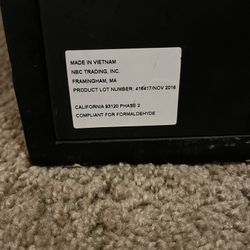 MADE IN VIETNAM
NBC TRADING, INC.
FRAMINGHAM, MA
PRODUCT LOT NUMBER: 416417/NOV 2016
CALIFORNIA 93120 PHASE 2
COMPLIANT FOR FORMALDEHYDE